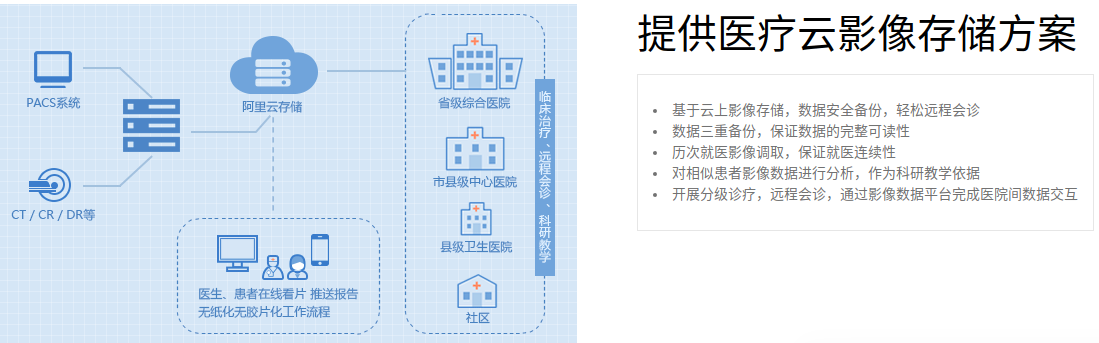 PACS系统
CT / CR / DR等
阿里云存储
医生、患者在线看片 推送报告
无纸化无胶片化工作流程
省级综合医院
市县级中心医院
县级卫生医院
社区
临床治疗、远程会诊、科研教学
提供医疗云影像存储方案
• 基于云上影像存储，数据安全备份，轻松远程会诊
• 数据三重备份，保证数据的完整可读性
• 历次就医影像调取，保证就医连续性
• 对相似患者影像数据进行分析，作为科研教学依据
• 开展分级诊疗，远程会诊，通过影像数据平台完成医院间数据交互